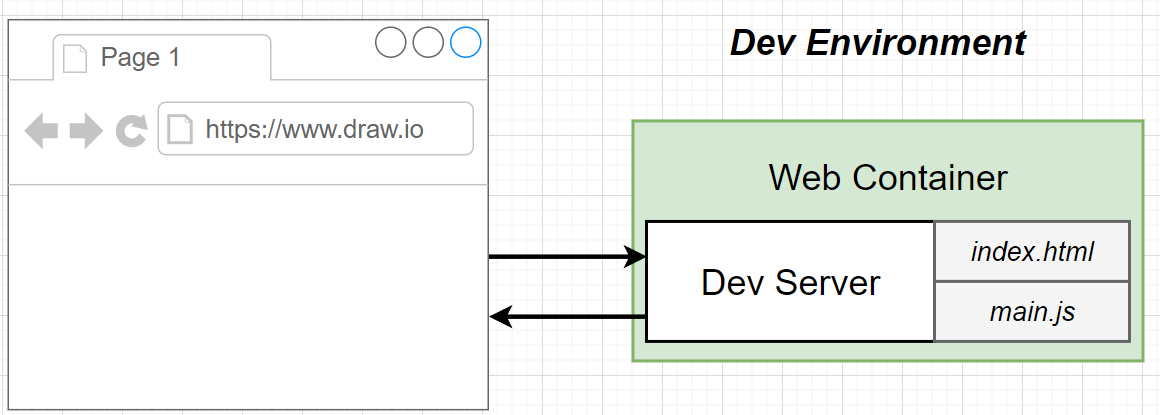 Page 1
https://www.draw.io
Dev Environment
Web Container
Dev Server
index.html
main.js